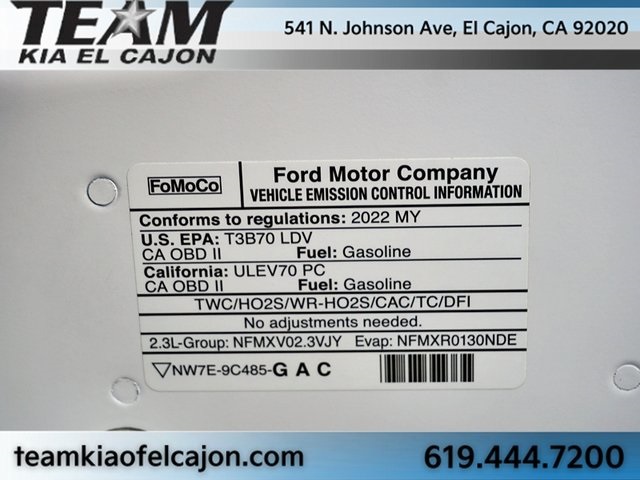 TEAM
KIA EL CAJON
541 N. Johnson Ave, El Cajon, CA 92020
FoMoCo
Ford Motor Company
VEHICLE EMISSION CONTROL INFORMATION
Conforms to regulations: 2022 MY
U.S. EPA: T3B70 LDV
CA OBD II Fuel: Gasoline
California: ULEV70 PC
CA OBD II Fuel: Gasoline
TWC/HO2S/WR-HO2S/CAC/TC/DFI
No adjustments needed.
2.3L-Group: NFMXV02.3VJY Evap: NFMXR0130NDE
NW7E-9C485-G A C
teamkiaofelcajon.com
619.444.7200